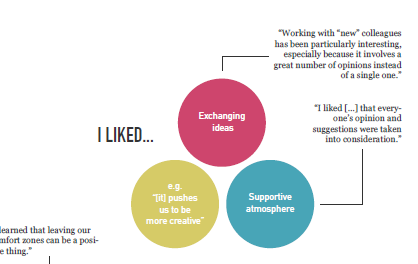 “Working with “new” colleagues
has been particularly interesting,
especially because it involves a
great number of opinions instead
of a single one.”
Exchanging
ideas
“I liked [...] that every-
one’s opinion and
suggestions were taken
into consideration.”
I LIKED...
e.g.
“[it] pushes
us to be
more creative”
Supportive
atmosphere
learned that leaving our
mfort zones can be a posi-
e thing.”